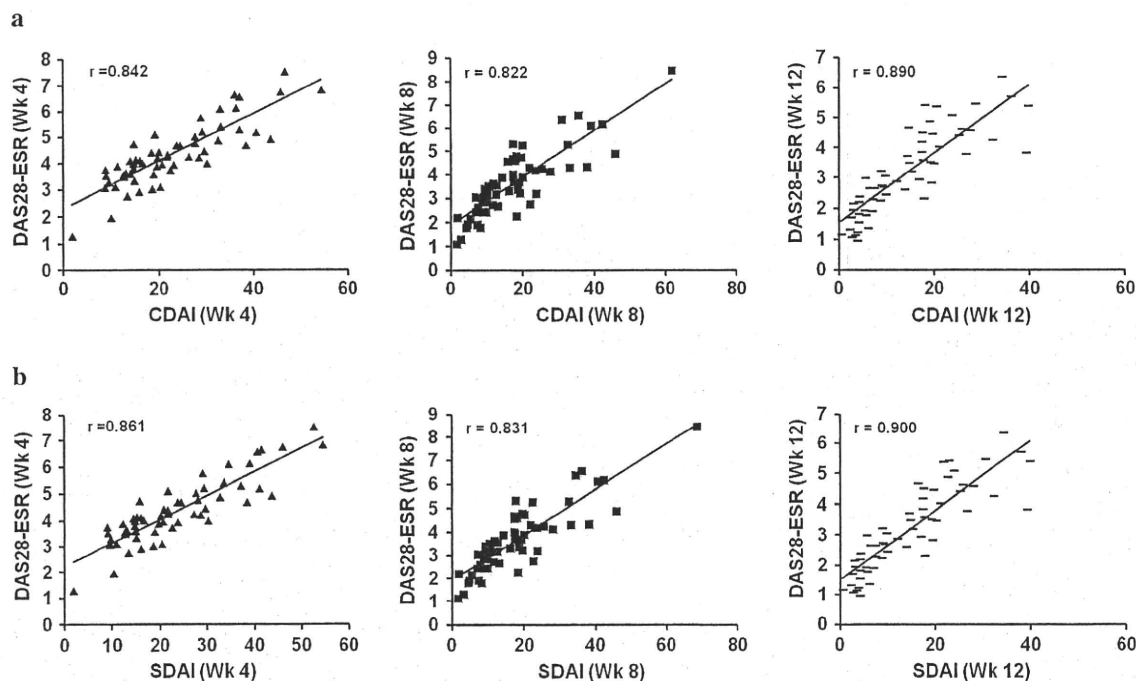 a
r =0.842
DAS28-ESR (Wk 4)
8
7
6
5
4
3
2
1
0
0 20 40 60
CDAI (Wk 4)
r = 0.822
DAS28-ESR (Wk 8)
9
8
7
6
5
4
3
2
1
0
0 20 40 60 80
CDAI (Wk 8)
r = 0.890
DAS28-ESR (Wk 12)
7
6
5
4
3
2
1
0
0 20 40 60
CDAI (Wk 12)
b
r =0.861
DAS28-ESR (Wk 4)
8
7
6
5
4
3
2
1
0
0 10 20 30 40 50 60
SDAI (Wk 4)
r = 0.831
DAS28-ESR (Wk 8)
9
8
7
6
5
4
3
2
1
0
0 20 40 60 80
SDAI (Wk 8)
r = 0.900
DAS28-ESR (Wk 12)
7
6
5
4
3
2
1
0
0 20 40 60
SDAI (Wk 12)